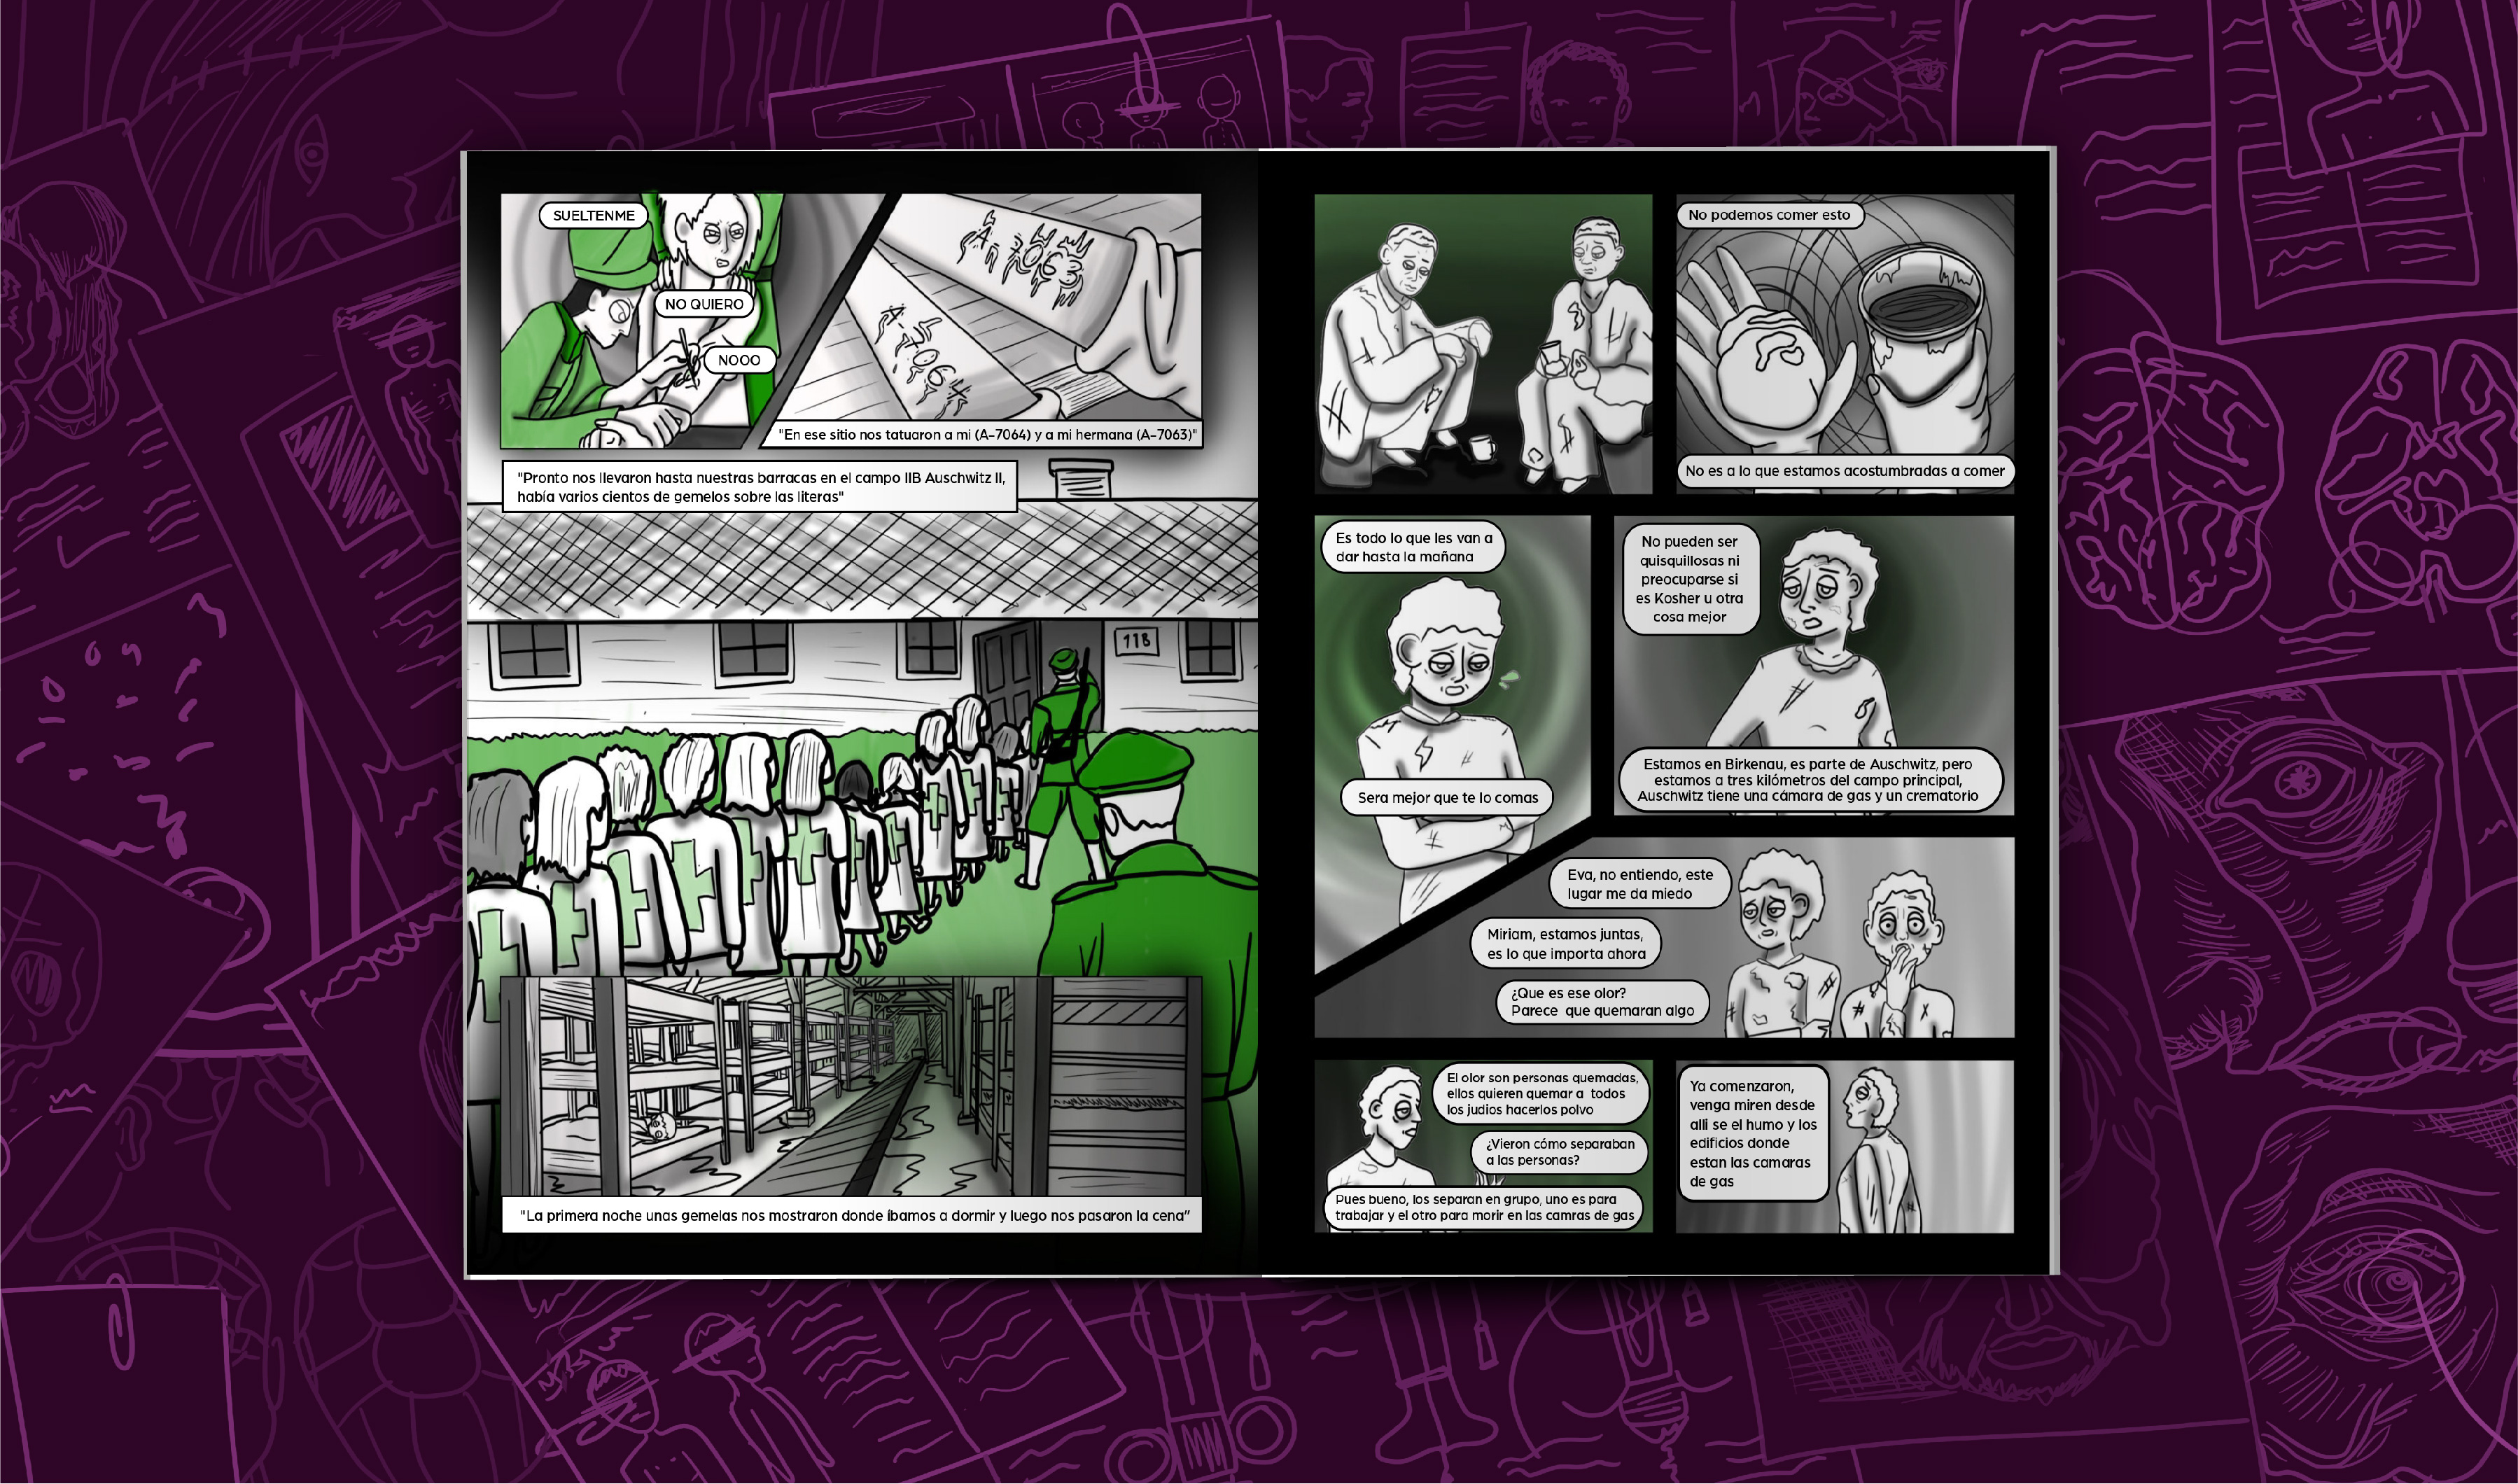 SUELTENME
NO QUIERO
NOOO
A-7063
A-7064
"En ese sitio nos tatuaron a mi (A-7064) y a mi hermana (A-7063)"
"Pronto nos llevaron hasta nuestras barracas en el campo IIB Auschwitz II,
había varios cientos de gemelos sobre las literas"
11B
"La primera noche unas gemelas nos mostraron donde íbamos a dormir y luego nos pasaron la cena"
No podemos comer esto
No es a lo que estamos acostumbradas a comer
Es todo lo que les van a
dar hasta la mañana
Sera mejor que te lo comas
No pueden ser
quisquillosas ni
preocuparse si
es Kosher u otra
cosa mejor
Estamos en Birkenau, es parte de Auschwitz, pero
estamos a tres kilómetros del campo principal,
Auschwitz tiene una cámara de gas y un crematorio
Eva, no entiendo, este
lugar me da miedo
Miriam, estamos juntas,
es lo que importa ahora
¿Que es ese olor?
Parece que quemaran algo
El olor son personas quemadas,
ellos quieren quemar a todos
los judios hacerlos polvo
¿Vieron cómo separaban
a las personas?
Pues bueno, los separan en grupo, uno es para
trabajar y el otro para morir en las camras de gas
Ya comenzaron,
venga miren desde
alli se el humo y los
edificios donde
estan las camaras
de gas